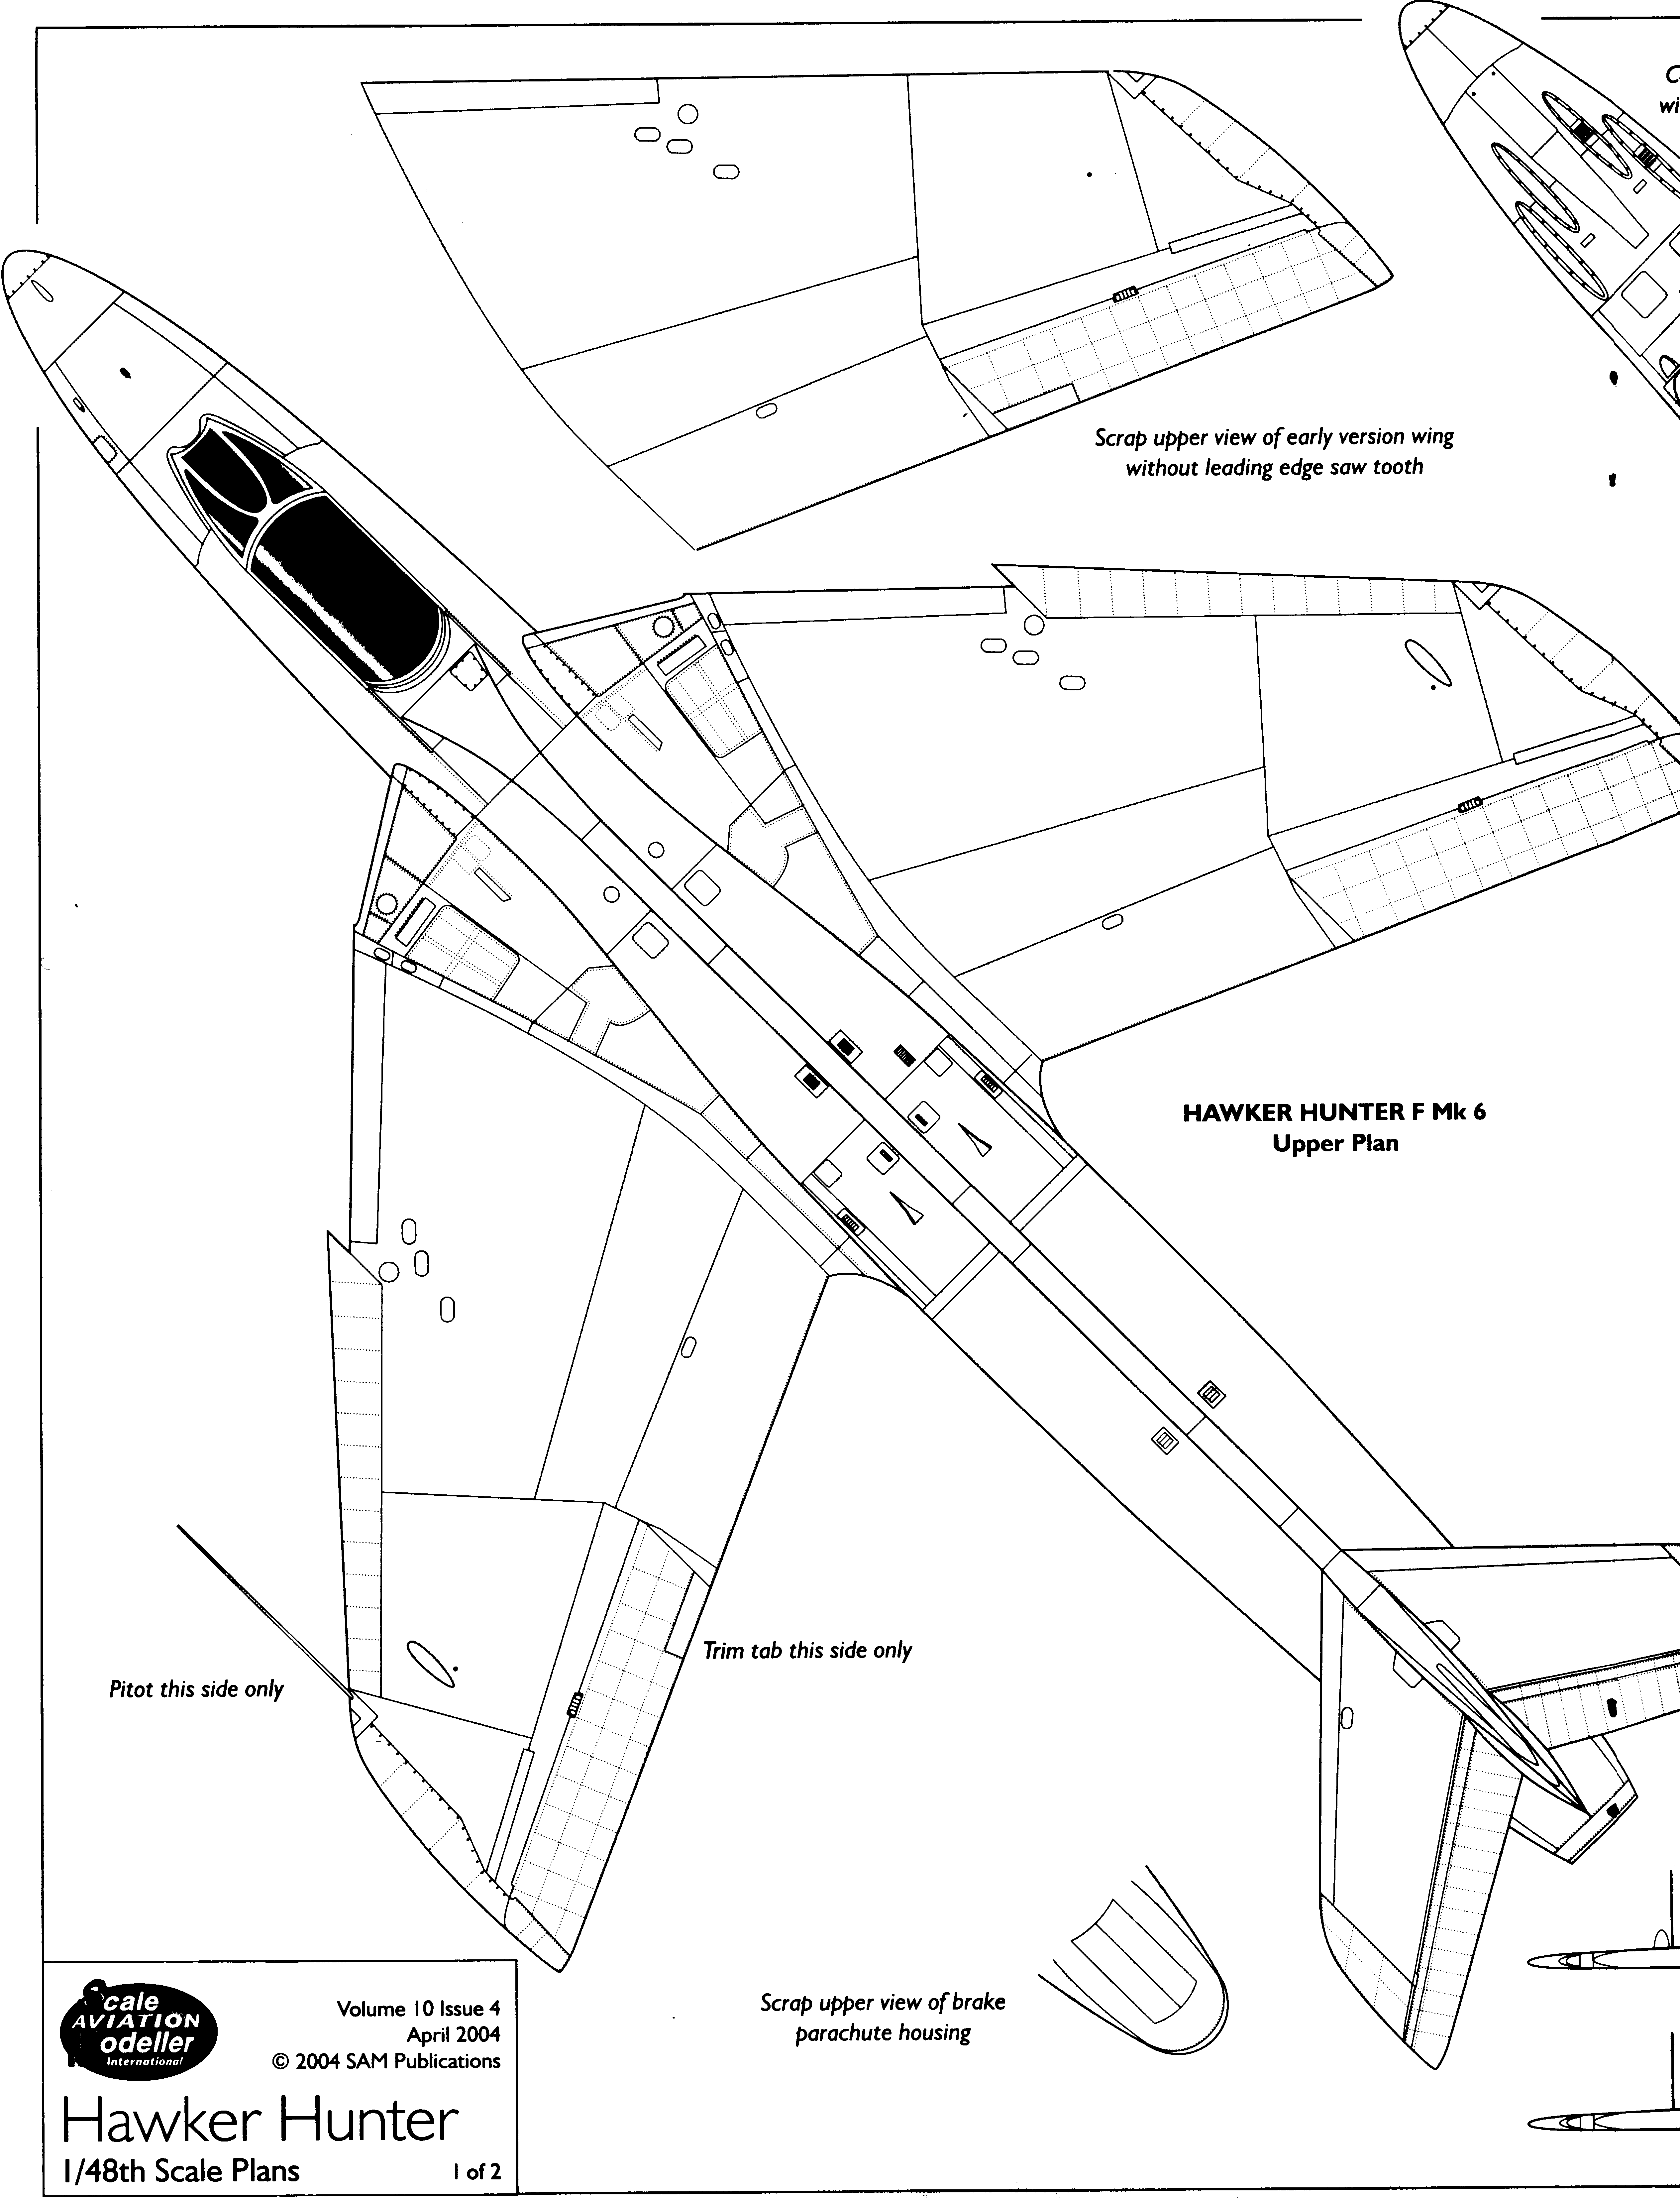 C
wi
Scrap upper view of early version wing
without leading edge saw tooth
HAWKER HUNTER F Mk 6
Upper Plan
Trim tab this side only
Pitot this side only
Scrap upper view of brake
parachute housing
Scale
AVIATION
Modeller
International
Volume 10 Issue 4
April 2004
© 2004 SAM Publications
Hawker Hunter
1/48th Scale Plans
1 of 2